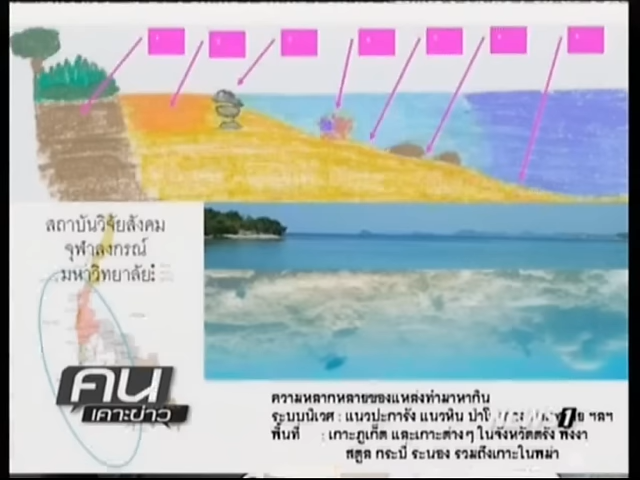 สถาบันวิจัยสังคม
จุฬาลงกรณ์
มหาวิทยาลัย:
คน
เคาะข่าว
ความหลากหลายของแหล่งทำมาหากิน
ระบบนิเวศ : แนวปะการัง แนวหิน ฯลฯ
NEWS1
พื้นที่ : เกาะภูเก็ต และเกาะต่างๆ ในจังหวัดตรัง พังงา
สตูล กระบี่ ระนอง รวมถึงเกาะในพม่า